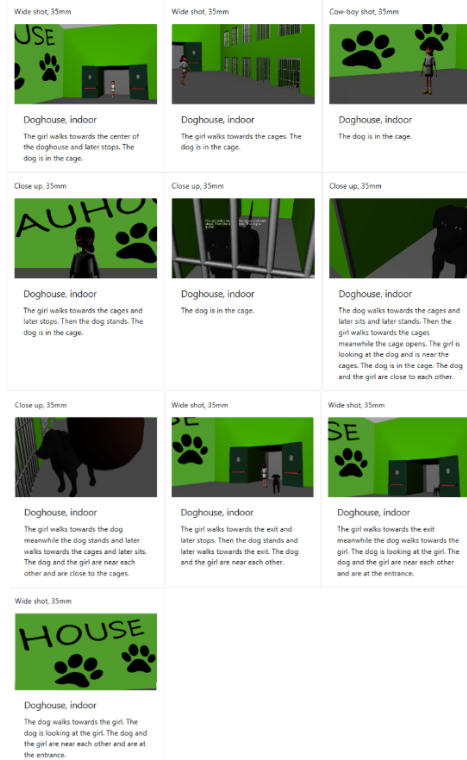 Wide shot, 35mm
USE
Doghouse, indoor
The girl walks towards the center of
the doghouse and later stops. The
dog is in the cage.
Wide shot, 35mm
Doghouse, indoor
The girl walks towards the cages. The
dog is in the cage.
Cow-boy shot, 35mm
Doghouse, indoor
The dog is in the cage.
Close up, 35mm
AUHO
Doghouse, indoor
The girl walks towards the cages and
later stops. Then the dog stands. The
dog is in the cage.
Close up, 35mm
Doghouse, indoor
The dog is in the cage.
Close up, 35mm
Doghouse, indoor
The dog walks towards the cages and
later sits and later stands. Then the
girl walks towards the cages
meanwhile the cage opens. The girl is
looking at the dog and is near the
cages. The dog is in the cage. The dog
and the girl are close to each other.
Close up, 35mm
Doghouse, indoor
The girl walks towards the dog
meanwhile the dog stands and later
walks towards the cages and later sits.
The dog and the girl are near each
other and are close to the cages.
Wide shot, 35mm
SE
Doghouse, indoor
The girl walks towards the exit and
later stops. Then the dog stands and
later walks towards the exit. The dog
and the girl are near each other.
Wide shot, 35mm
SE
Doghouse, indoor
The girl walks towards the exit
meanwhile the dog walks towards the
girl. The dog is looking at the girl. The
dog and the girl are near each other
and are at the entrance.
Wide shot, 35mm
HOUSE
Doghouse, indoor
The dog walks towards the girl. The
dog is looking at the girl. The dog and
the girl are near each other and are at
the entrance.